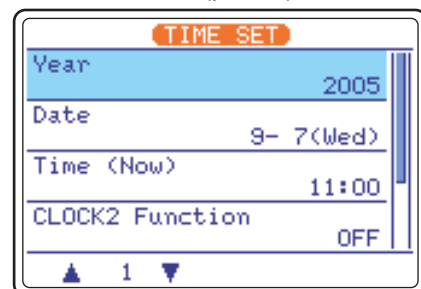 TIME SET
Year
2005
Date
9- 7(Wed)
Time (Now)
11:00
CLOCK2 Function
OFF
▲ 1 ▼